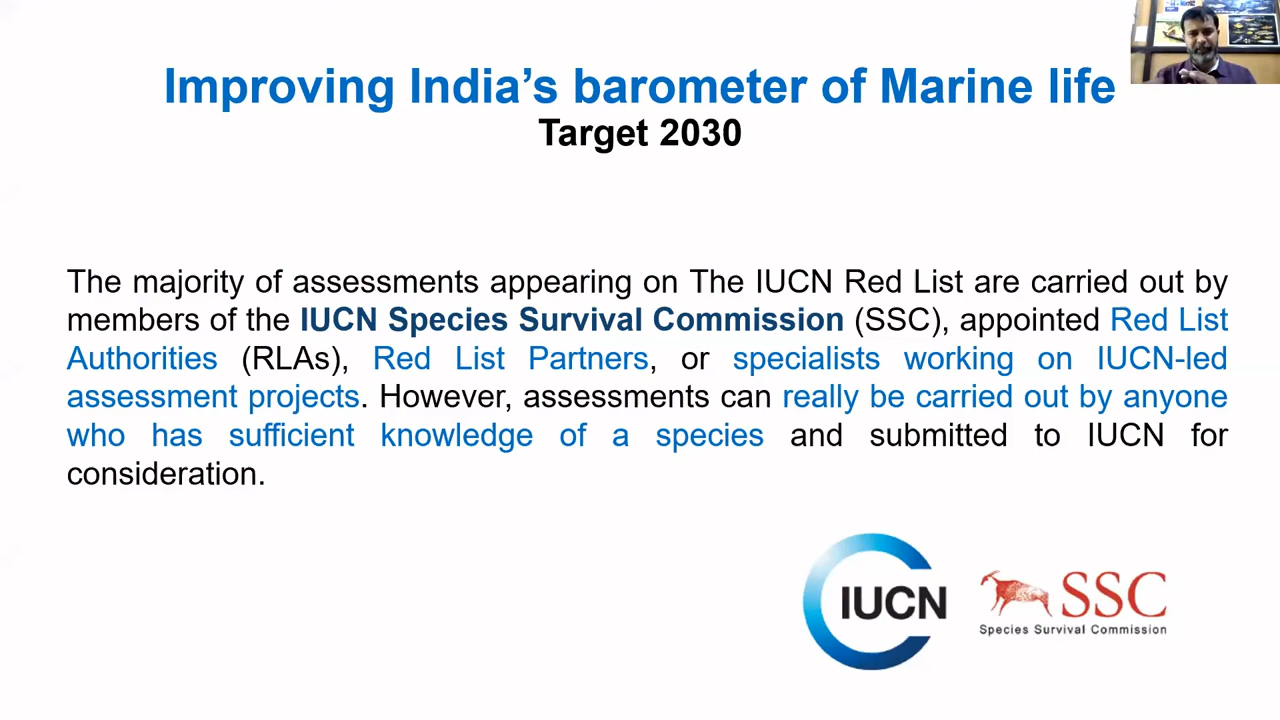 Improving India’s barometer of Marine life
Target 2030
The majority of assessments appearing on The IUCN Red List are carried out by
members of the IUCN Species Survival Commission (SSC), appointed Red List
Authorities (RLAs), Red List Partners, or specialists working on IUCN-led
assessment projects. However, assessments can really be carried out by anyone
who has sufficient knowledge of a species and submitted to IUCN for
consideration.
IUCN
SSC
Species Survival Commission